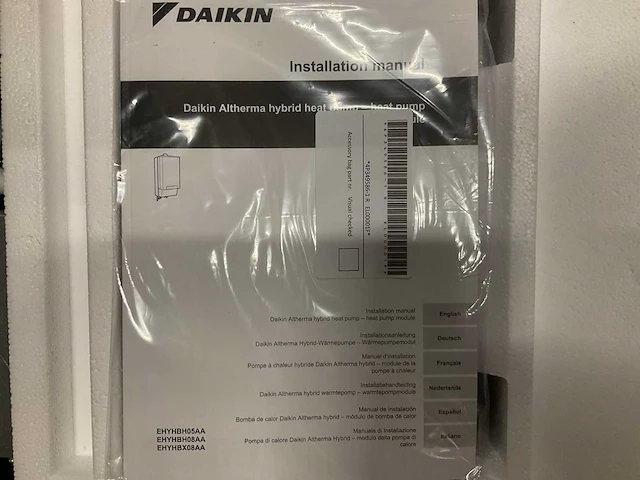 DAIKIN
Installation manual
Daikin Altherma hybrid heat pump – heat pump
module
Accessory bag part nr. Visual checked
*4P349586-1 R
Installation manual
Daikin Altherma hybrid heat pump – heat pump module
English
Installationsanleitung
Daikin Altherma Hybrid-Wärmepumpe – Wärmepumpemodul
Deutsch
Manuel d'installation
Pompe à chaleur hybride Daikin Altherma hybrid – module de la
pompe à chaleur
Français
Installatiehandleiding
Daikin Altherma hybrid warmtepomp – warmtepompmodule
Nederlands
Manual de instalación
Bomba de calor Daikin Altherma hybrid – módulo de bomba de calor
Español
Manuale di installazione
Pompa di calore Daikin Altherma Hybrid – modulo della pompa di
calore
Italiano
EHYHBH05AA
EHYHBH08AA
EHYHBX08AA